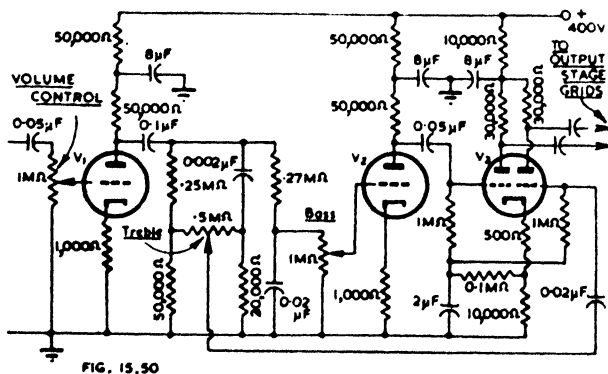 50,000Ω
8μF
50,000Ω
8μF
8μF
10,000Ω
+
400V
TO
OUTPUT
STAGE
GRIDS
VOLUME
CONTROL
50,000Ω
50,000Ω
30,000Ω
30,000Ω
0·05μF
0·1μF
0·05μF
V1
0·002μF
V2
V3
1MΩ
·25MΩ
·27MΩ
Bass
1MΩ
500Ω
1MΩ
·5MΩ
Treble
1,000Ω
50,000Ω
20,000Ω
0·02
μF
1MΩ
1,000Ω
2μF
0·1MΩ
10,000Ω
0·02μF
FIG. 15.50